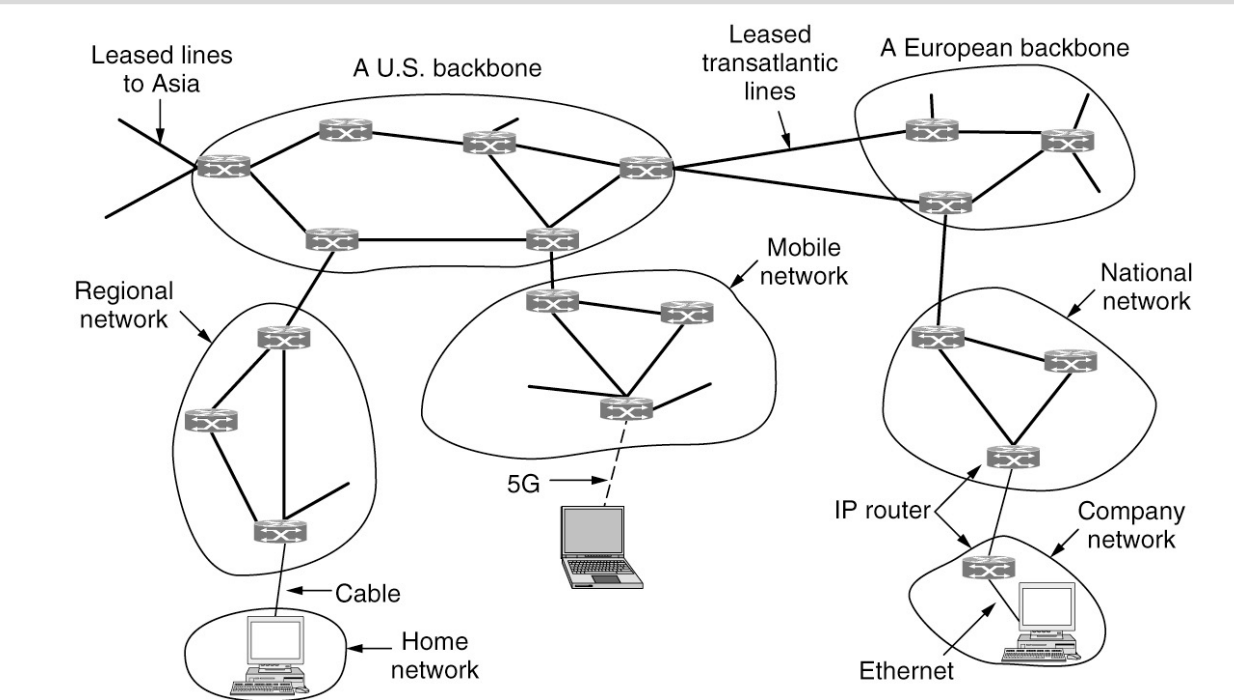 Leased lines
to Asia
A U.S. backbone
Leased
transatlantic
lines
A European backbone
Regional
network
Mobile
network
National
network
5G
IP router
Company
network
Cable
Home
network
Ethernet